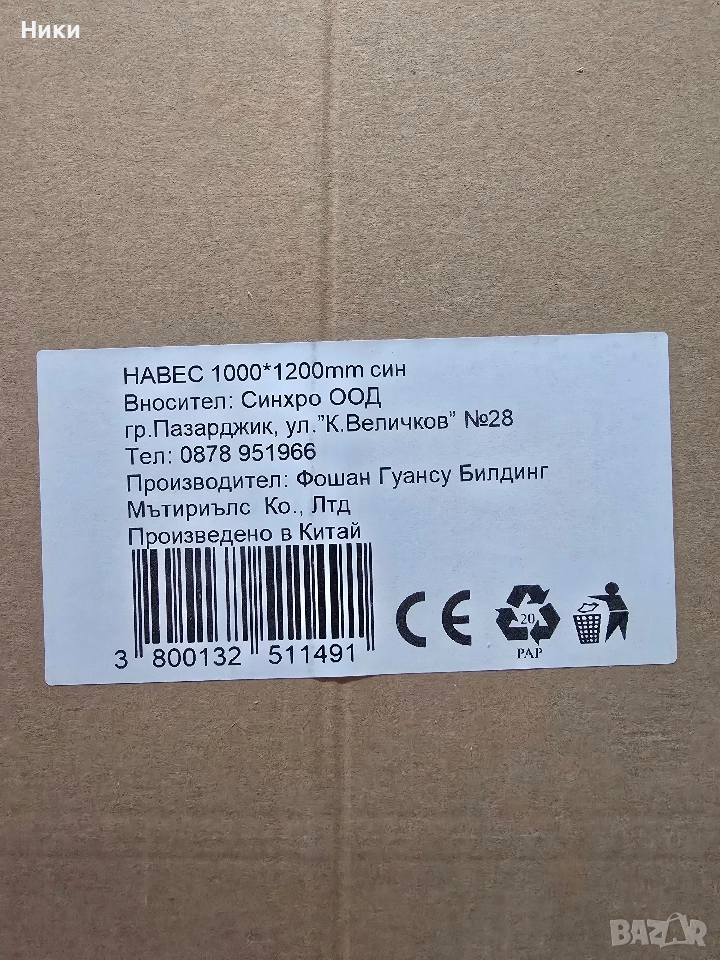 Ники
НАВЕС 1000*1200mm син
Вносител: Синхро ООД
гр.Пазарджик, ул."К.Величков" №28
Тел: 0878 951966
Производител: Фошан Гуансу Билдинг
Мътириълс Ко., Лтд
Произведено в Китай
3 800132 511491
CE
20
PAP
BAZAR